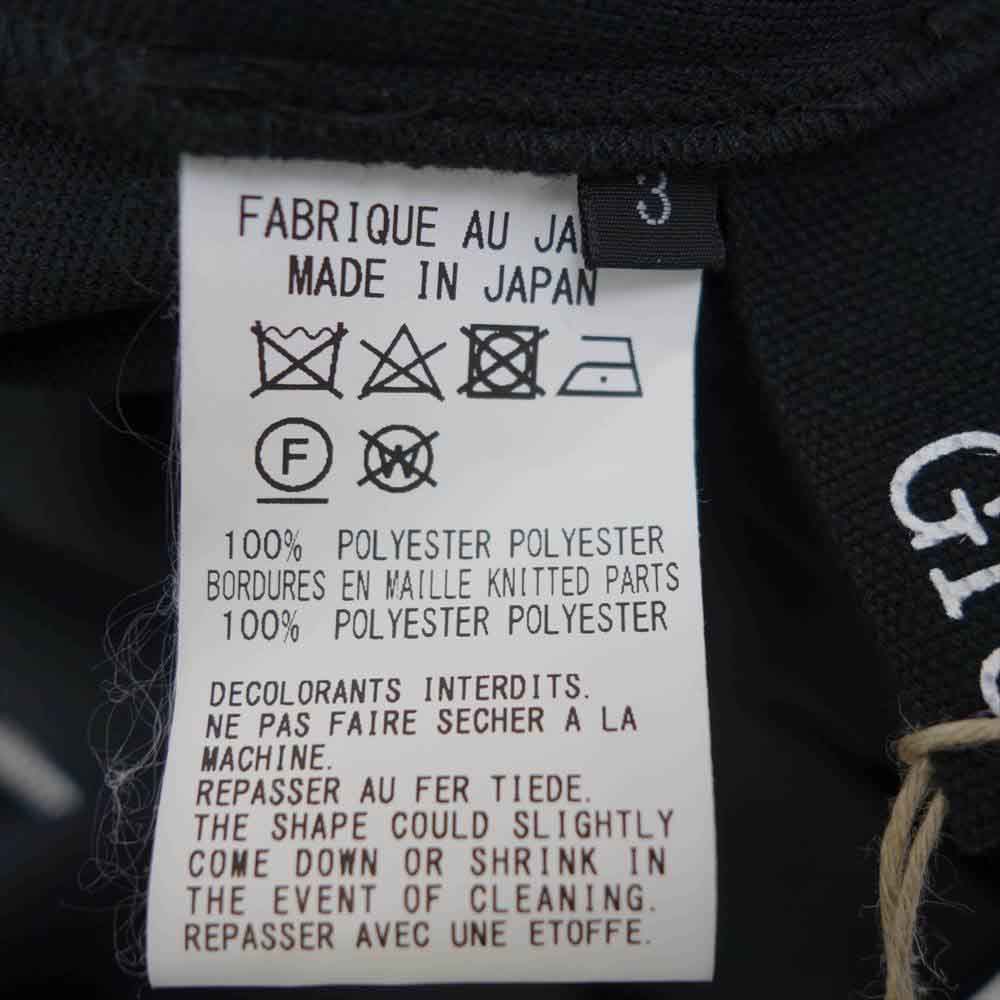 3
FABRIQUE AU JA
MADE IN JAPAN
F W
100% POLYESTER POLYESTER
BORDURES EN MAILLE KNITTED PARTS
100% POLYESTER POLYESTER
DECOLORANTS INTERDITS.
NE PAS FAIRE SECHER A LA
MACHINE.
REPASSER AU FER TIEDE.
THE SHAPE COULD SLIGHTLY
COME DOWN OR SHRINK IN
THE EVENT OF CLEANING.
REPASSER AVEC UNE ETOFFE.